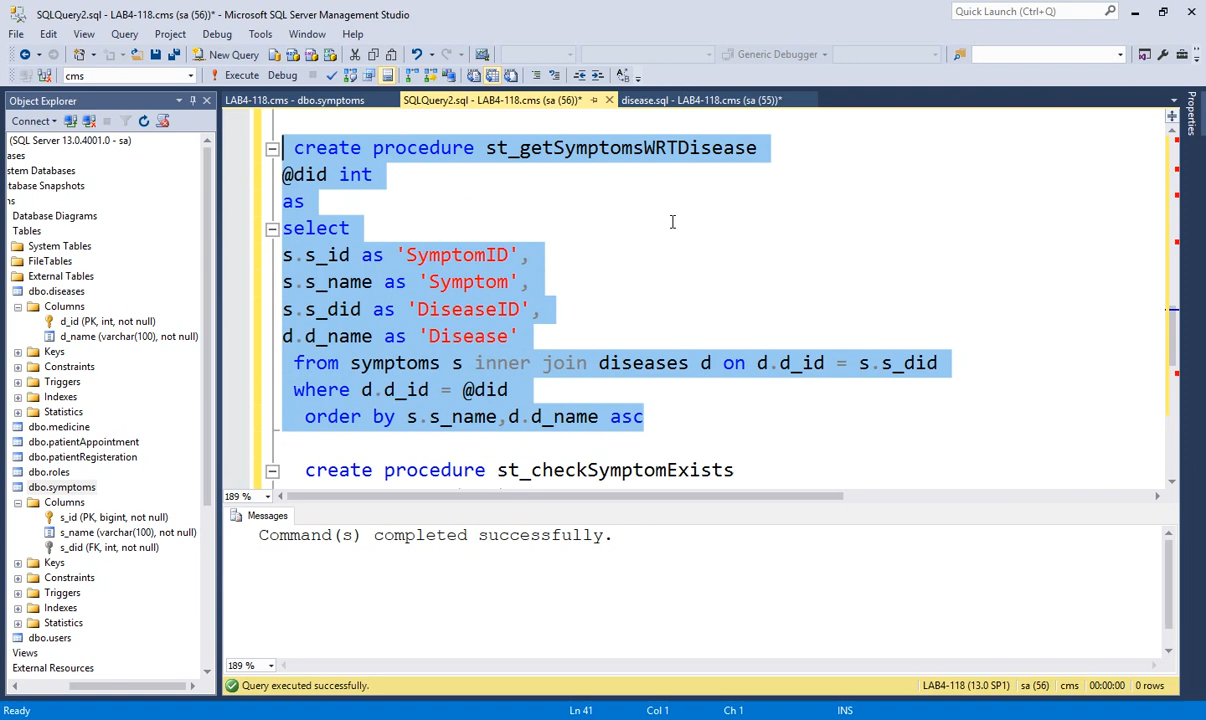 SQLQuery2.sql - LAB4-118.cms (sa (56))* - Microsoft SQL Server Management Studio
Quick Launch (Ctrl+Q)
File Edit View Query Project Debug Tools Window Help
New Query
Generic Debugger
cms
Execute Debug
Object Explorer
Connect
(SQL Server 13.0.4001.0 - sa)
ases
stem Databases
tabase Snapshots
ns
Database Diagrams
Tables
System Tables
FileTables
External Tables
dbo.diseases
Columns
d_id (PK, int, not null)
d_name (varchar(100), not null)
Keys
Constraints
Triggers
Indexes
Statistics
dbo.medicine
dbo.patientAppointment
dbo.patientRegisteration
dbo.roles
dbo.symptoms
Columns
s_id (PK, bigint, not null)
s_name (varchar(100), not null)
s_did (FK, int, not null)
Keys
Constraints
Triggers
Indexes
Statistics
dbo.users
Views
External Resources
LAB4-118.cms - dbo.symptoms
SQLQuery2.sql - LAB4-118.cms (sa (56))*
disease.sql - LAB4-118.cms (sa (55))*
create procedure st_getSymptomsWRTDisease
@did int
as
select
s.s_id as 'SymptomID',
s.s_name as 'Symptom',
s.s_did as 'DiseaseID',
d.d_name as 'Disease'
from symptoms s inner join diseases d on d.d_id = s.s_did
where d.d_id = @did
order by s.s_name,d.d_name asc
create procedure st_checkSymptomExists
189 %
Messages
Command(s) completed successfully.
189 %
Query executed successfully.
LAB4-118 (13.0 SP1) sa (56) cms 00:00:00 0 rows
Properties
Ready
Ln 41 Col 1 Ch 1 INS